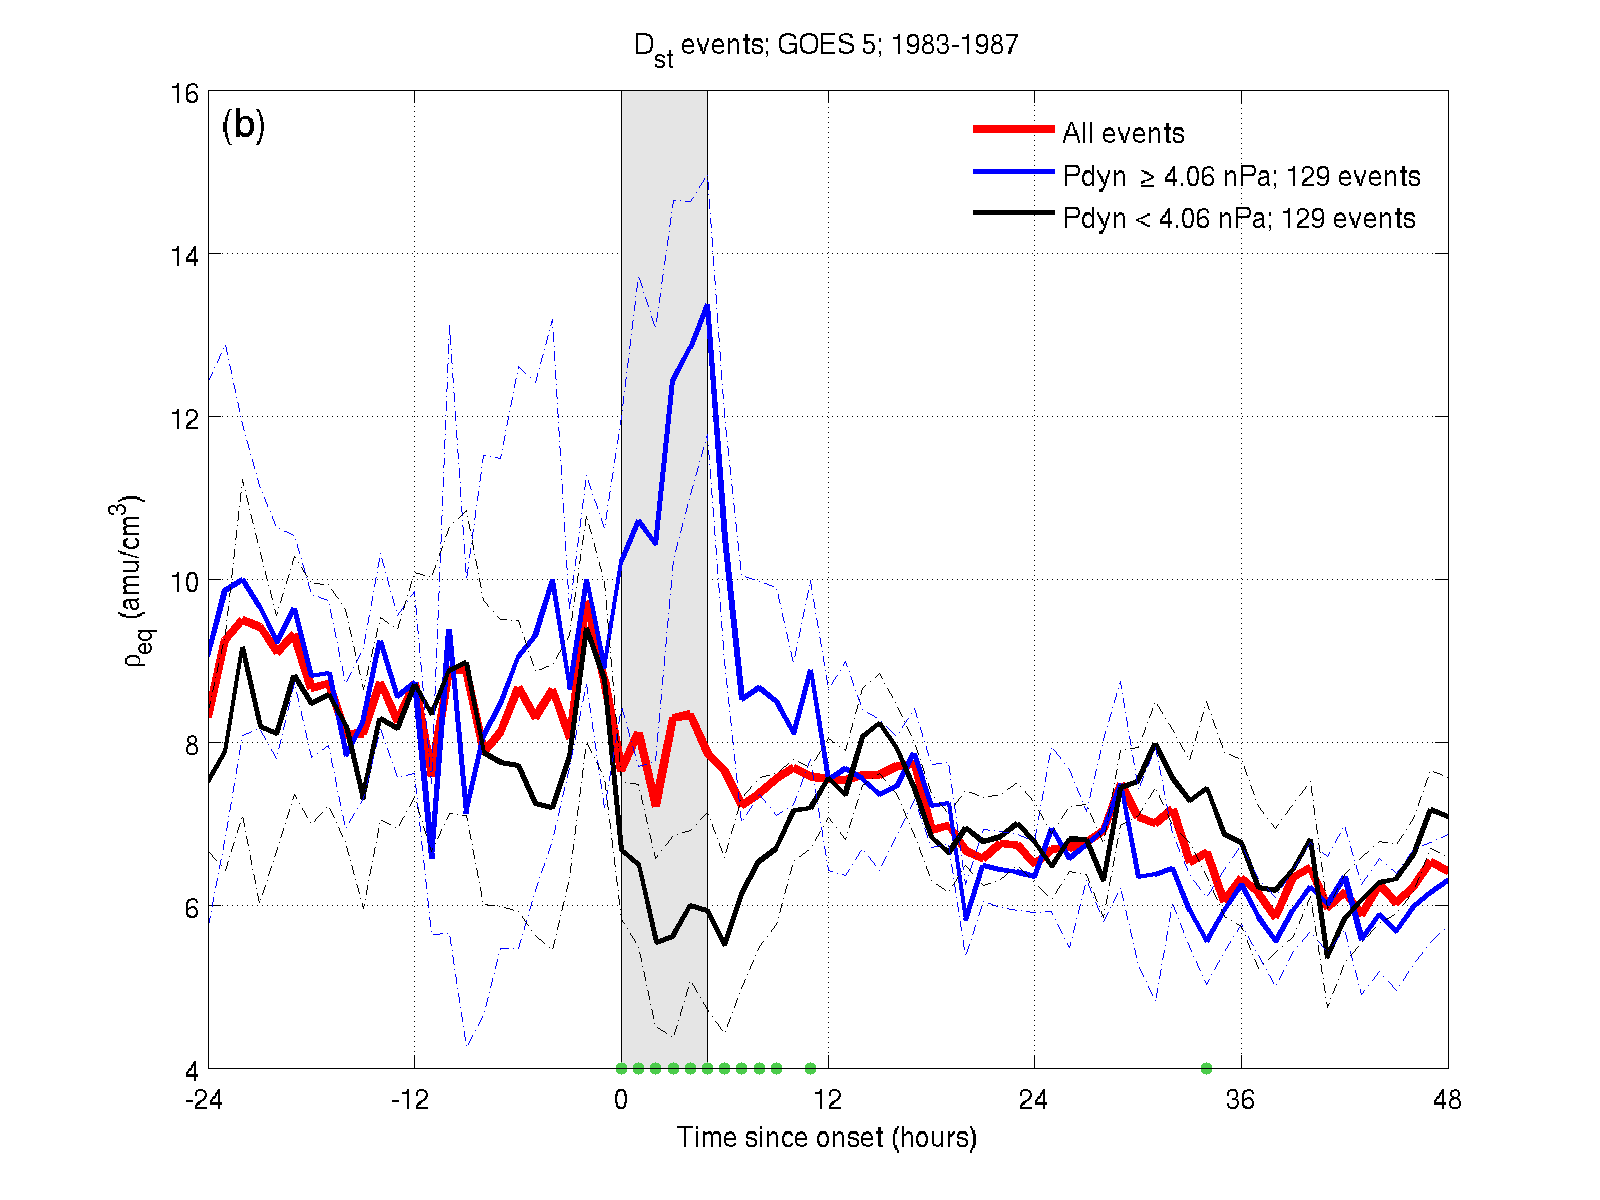 D_st events; GOES 5; 1983-1987
(b)
All events
Pdyn ≥ 4.06 nPa; 129 events
Pdyn < 4.06 nPa; 129 events
16
14
12
10
8
6
4
ρ_eq (amu/cm^3)
-24 -12 0 12 24 36 48
Time since onset (hours)